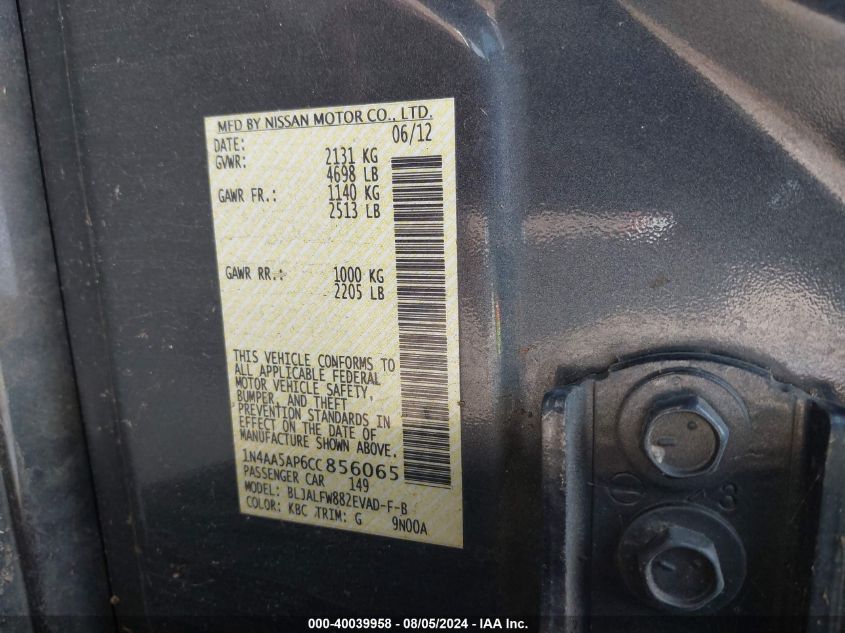 MFD BY NISSAN MOTOR CO., LTD.
DATE: 06/12
GVWR: 2131 KG
4698 LB
GAWR FR.: 1140 KG
2513 LB
GAWR RR.: 1000 KG
2205 LB
THIS VEHICLE CONFORMS TO
ALL APPLICABLE FEDERAL
MOTOR VEHICLE SAFETY,
BUMPER, AND THEFT
PREVENTION STANDARDS IN
EFFECT ON THE DATE OF
MANUFACTURE SHOWN ABOVE.
1N4AA5AP6CC856065
PASSENGER CAR 149
MODEL: BLJALFW882EVAD-F-B
COLOR: KBC TRIM: G 9N00A
000-40039958 - 08/05/2024 - IAA Inc.